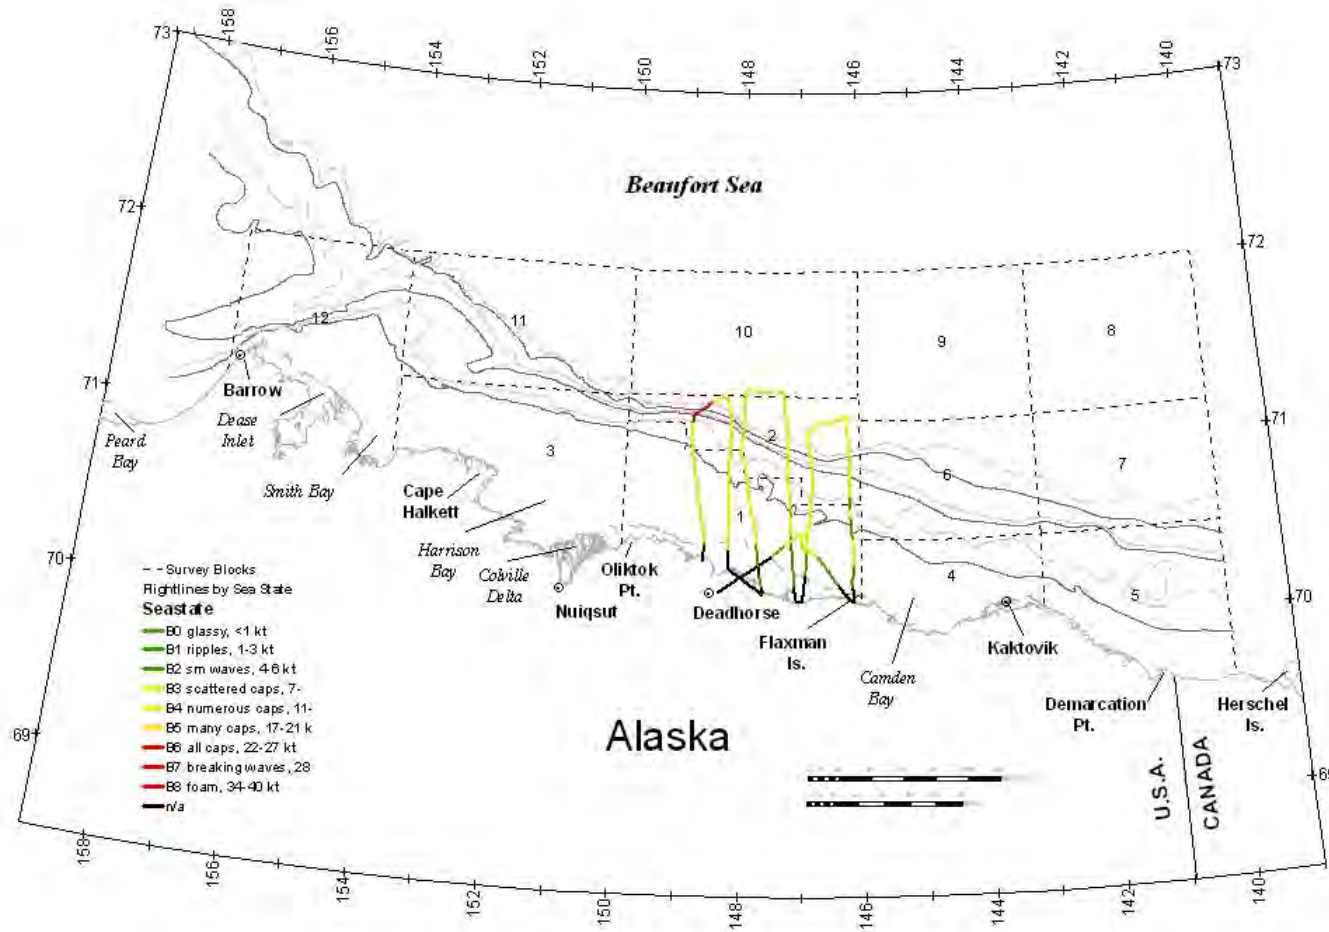 158
156
154
152
150
148
146
144
142
140
73
73
Beaufort Sea
72
72
10
9
8
11
12
71
71
Barrow
Dease
Inlet
Peard
Bay
2
3
6
7
Smith Bay
Cape
Halkett
1
Harrison
Bay
Colville
Delta
Oliktok
Pt.
Nuiqsut
Deadhorse
Flaxman
Is.
4
5
Kaktovik
Camden
Bay
Demarcation
Pt.
Herschel
Is.
70
70
Survey Blocks
Flightlines by Sea State
Seastate
B0 glassy, <1 kt
B1 ripples, 1-3 kt
B2 sm waves, 4-6 kt
B3 scattered caps, 7-
B4 numerous caps, 11-
B5 many caps, 17-21 k
B6 all caps, 22-27 kt
B7 breaking waves, 28
B8 foam, 34-40 kt
n/a
Alaska
U.S.A.
CANADA
69
69
158
156
154
152
150
148
146
144
142
140